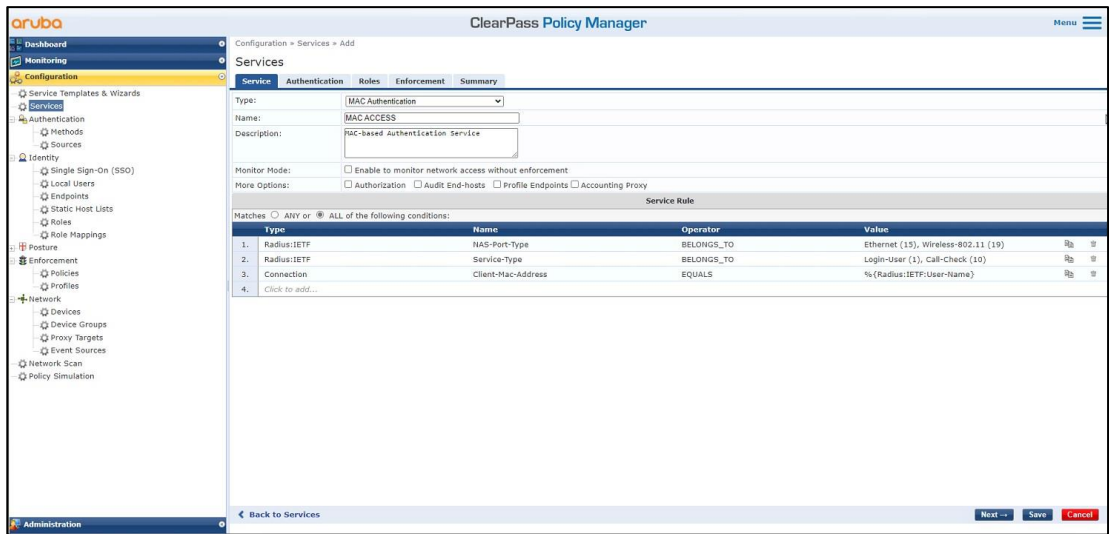 aruba
ClearPass Policy Manager
Menu
Dashboard
Monitoring
Configuration
Service Templates & Wizards
Services
Authentication
Methods
Sources
Identity
Single Sign-On (SSO)
Local Users
Endpoints
Static Host Lists
Roles
Role Mappings
Posture
Enforcement
Policies
Profiles
Network
Devices
Device Groups
Proxy Targets
Event Sources
Network Scan
Policy Simulation
Administration
Configuration » Services » Add
Services
Service Authentication Roles Enforcement Summary
Type: MAC Authentication
Name: MAC ACCESS
Description: MAC-based Authentication Service
Monitor Mode: Enable to monitor network access without enforcement
More Options: Authorization Audit End-hosts Profile Endpoints Accounting Proxy
Service Rule
Matches ANY or ALL of the following conditions:
Type Name Operator Value
1. Radius:IETF NAS-Port-Type BELONGS_TO Ethernet (15), Wireless-802.11 (19)
2. Radius:IETF Service-Type BELONGS_TO Login-User (1), Call-Check (10)
3. Connection Client-Mac-Address EQUALS %{Radius:IETF:User-Name}
4. Click to add...
Back to Services
Next → Save Cancel